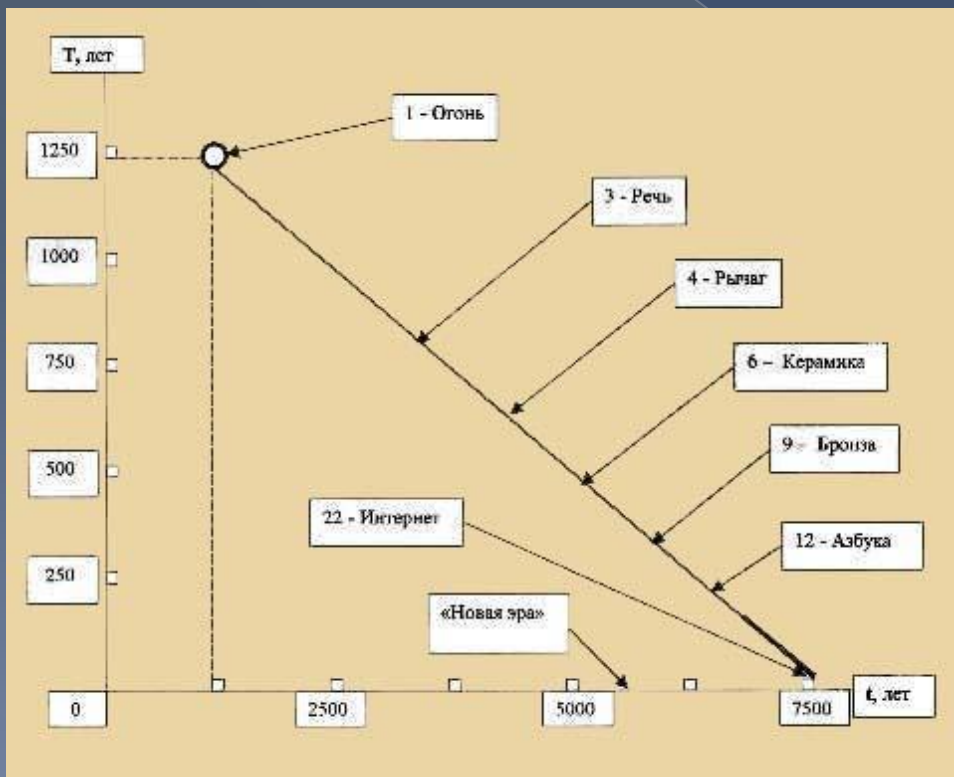 Т, лет
1 - Огонь
1250
3 - Речь
1000
4 - Рычаг
750
6 – Керамика
9 – Бронза
500
22 - Интернет
12 - Азбука
250
«Новая эра»
0
2500
5000
7500
t, лет